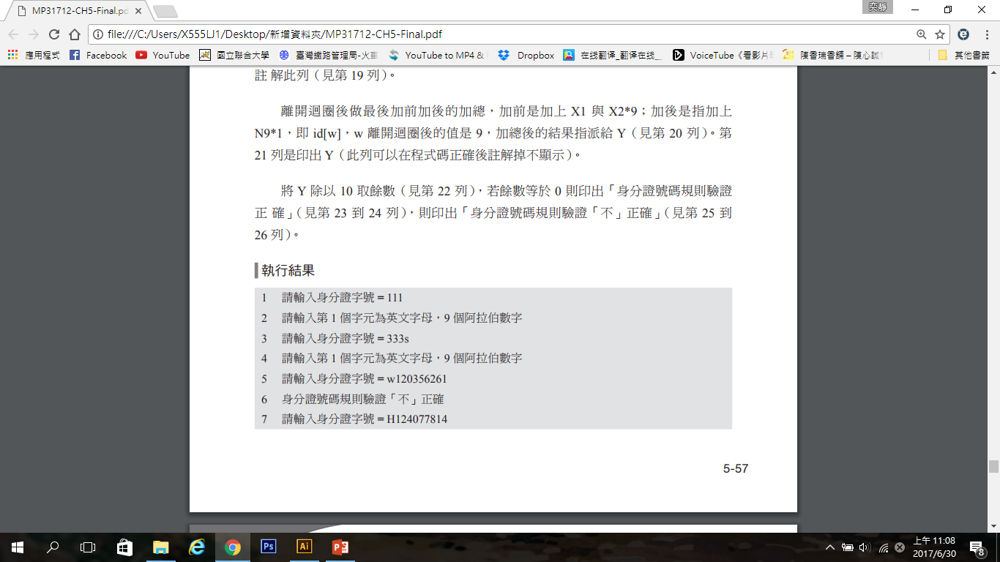 MP31712-CH5-Final.pd
奕靜
file:///C:/Users/X555LJ1/Desktop/新增資料夾/MP31712-CH5-Final.pdf
應用程式 Facebook YouTube 國立聯合大學 臺灣鐵路管理局-火車 YouTube to MP4 & Dropbox 在线翻译_翻译在线_ VoiceTube《看影片 陳香瑞香鋪 – 陳心誠 其他書籤
註 解此列（見第 19 列）。
離開迴圈後做最後加前加後的加總，加前是加上 X1 與 X2*9；加後是指加上
N9*1，即 id[w]，w 離開迴圈後的值是 9，加總後的結果指派給 Y（見第 20 列）。第
21 列是印出 Y（此列可以在程式碼正確後註解掉不顯示）。
將 Y 除以 10 取餘數（見第 22 列），若餘數等於 0 則印出「身分證號碼規則驗證
正 確」（見第 23 到 24 列），則印出「身分證號碼規則驗證「不」正確」（見第 25 到
26 列）。
執行結果
1 請輸入身分證字號 = 111
2 請輸入第 1 個字元為英文字母，9 個阿拉伯數字
3 請輸入身分證字號 = 333s
4 請輸入第 1 個字元為英文字母，9 個阿拉伯數字
5 請輸入身分證字號 = w120356261
6 身分證號碼規則驗證「不」正確
7 請輸入身分證字號 = H124077814
5-57
Ps Ai P
上午 11:08
2017/6/30
8